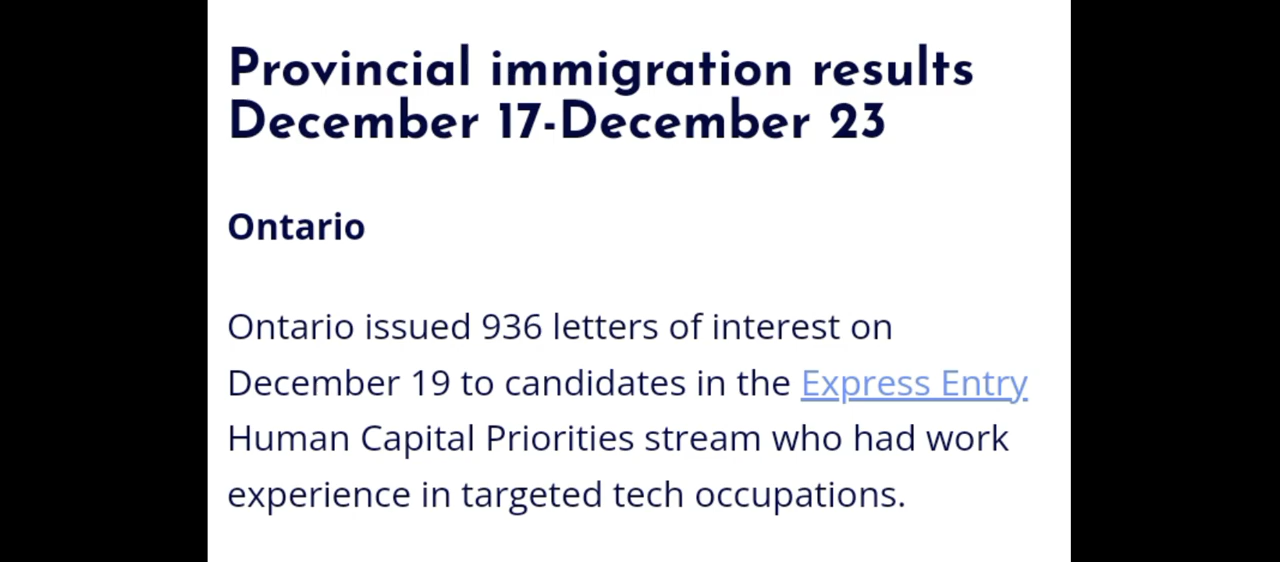 Provincial immigration results
December 17-December 23
Ontario
Ontario issued 936 letters of interest on
December 19 to candidates in the Express Entry
Human Capital Priorities stream who had work
experience in targeted tech occupations.